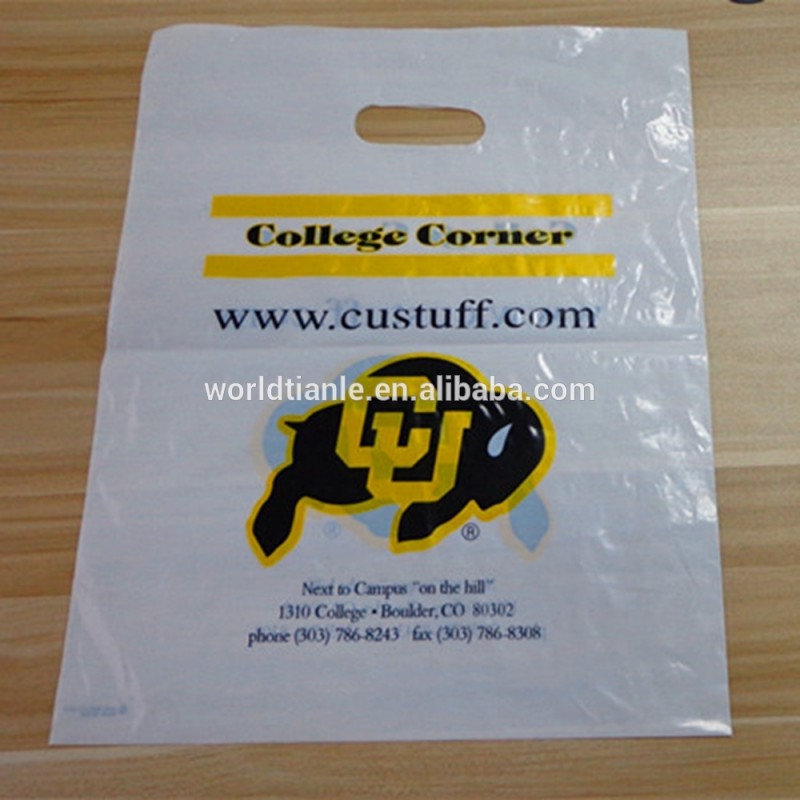 College Corner
www.custuff.com
worldtianle.en.alibaba.com
CU
®
Next to Campus "on the hill"
1310 College • Boulder, CO 80302
phone (303) 786-8243 fax (303) 786-8308